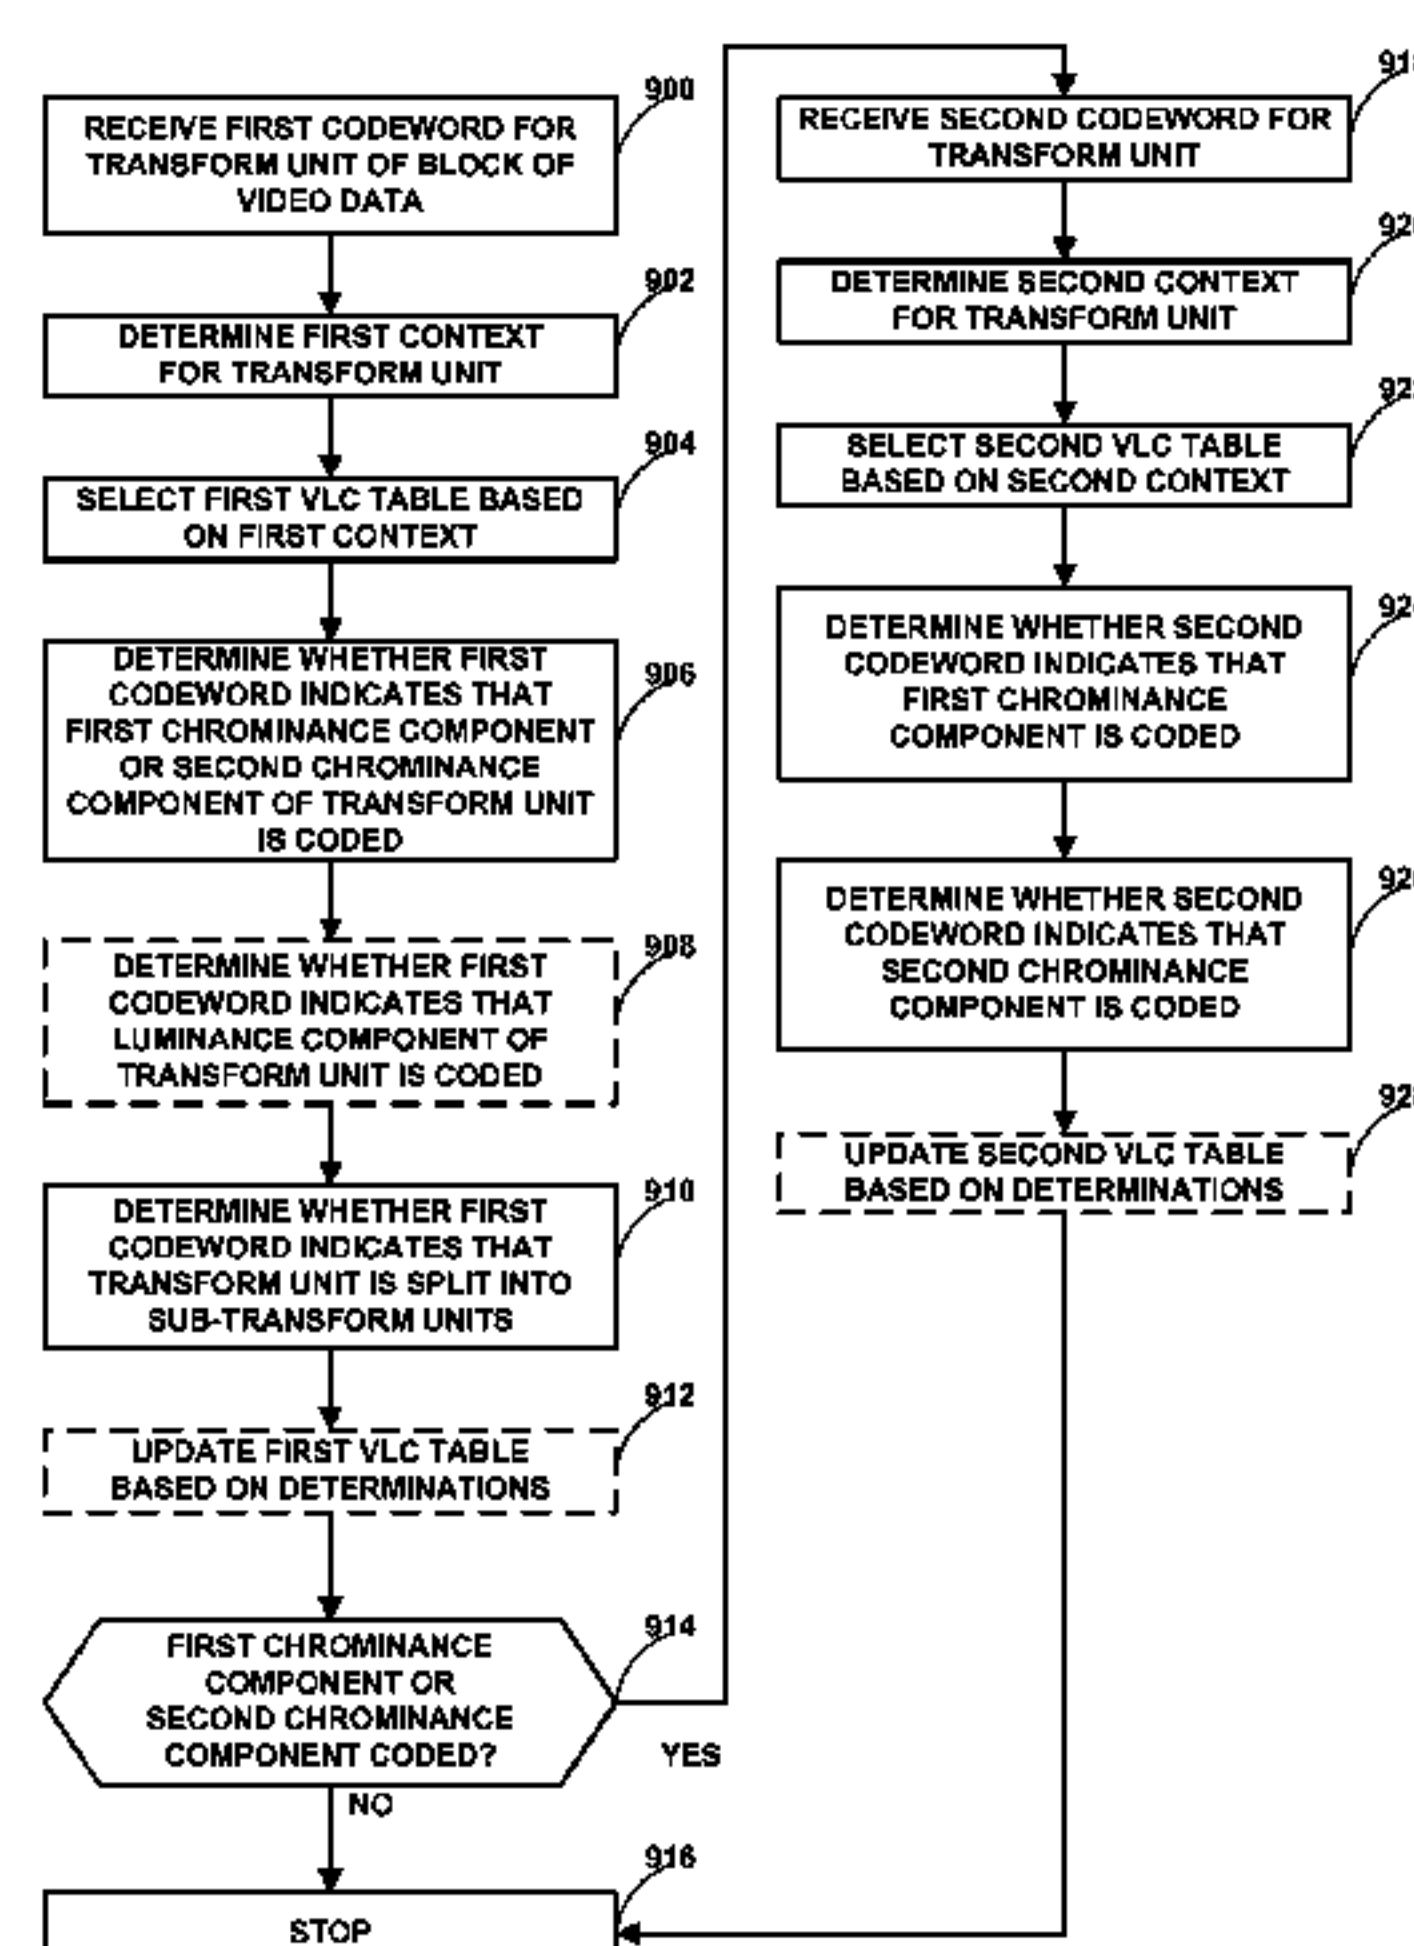 900
RECEIVE FIRST CODEWORD FOR
TRANSFORM UNIT OF BLOCK OF
VIDEO DATA
902
DETERMINE FIRST CONTEXT
FOR TRANSFORM UNIT
904
SELECT FIRST VLC TABLE BASED
ON FIRST CONTEXT
906
DETERMINE WHETHER FIRST
CODEWORD INDICATES THAT
FIRST CHROMINANCE COMPONENT
OR SECOND CHROMINANCE
COMPONENT OF TRANSFORM UNIT
IS CODED
908
DETERMINE WHETHER FIRST
CODEWORD INDICATES THAT
LUMINANCE COMPONENT OF
TRANSFORM UNIT IS CODED
910
DETERMINE WHETHER FIRST
CODEWORD INDICATES THAT
TRANSFORM UNIT IS SPLIT INTO
SUB-TRANSFORM UNITS
912
UPDATE FIRST VLC TABLE
BASED ON DETERMINATIONS
914
FIRST CHROMINANCE
COMPONENT OR
SECOND CHROMINANCE
COMPONENT CODED?
YES
NO
916
STOP
RECEIVE SECOND CODEWORD FOR
TRANSFORM UNIT
DETERMINE SECOND CONTEXT
FOR TRANSFORM UNIT
SELECT SECOND VLC TABLE
BASED ON SECOND CONTEXT
DETERMINE WHETHER SECOND
CODEWORD INDICATES THAT
FIRST CHROMINANCE
COMPONENT IS CODED
DETERMINE WHETHER SECOND
CODEWORD INDICATES THAT
SECOND CHROMINANCE
COMPONENT IS CODED
UPDATE SECOND VLC TABLE
BASED ON DETERMINATIONS